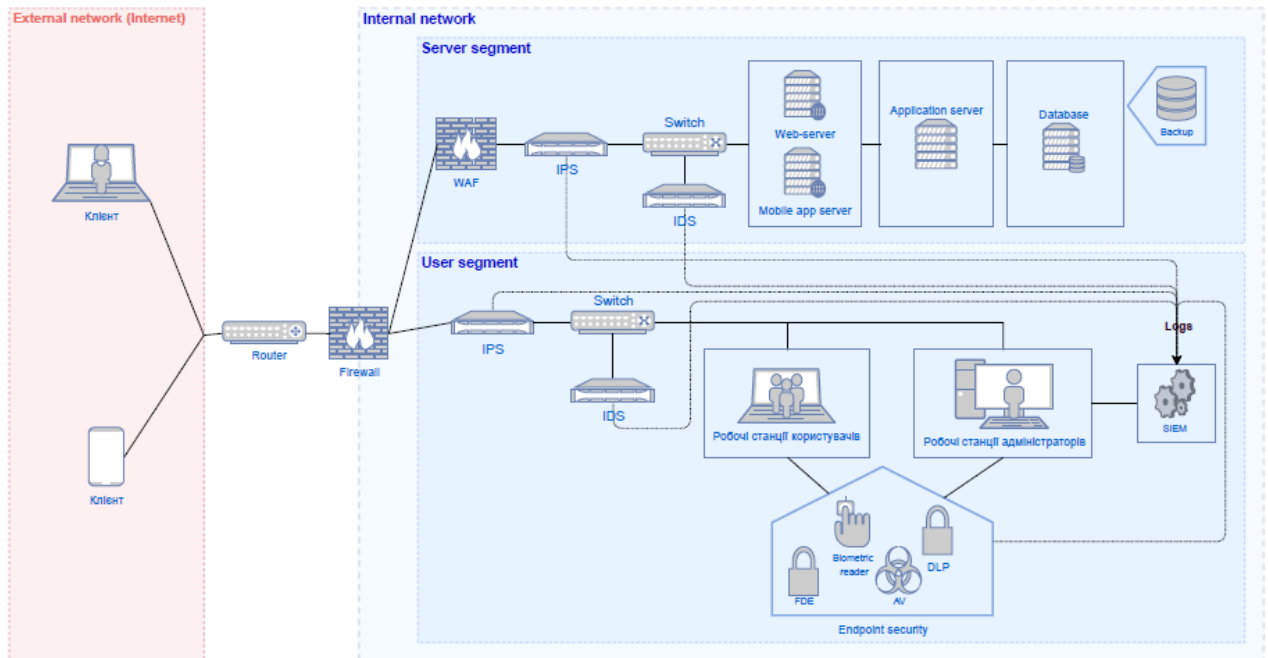 External network (Internet)
Internal network
Server segment
Switch
Web-server
Application server
Database
Backup
WAF
IPS
IDS
Mobile app server
Клієнт
User segment
Switch
Logs
Router
Firewall
IPS
IDS
Робочі станції користувачів
Робочі станції адміністраторів
SIEM
Клієнт
Biometric
reader
DLP
FDE
AV
Endpoint security